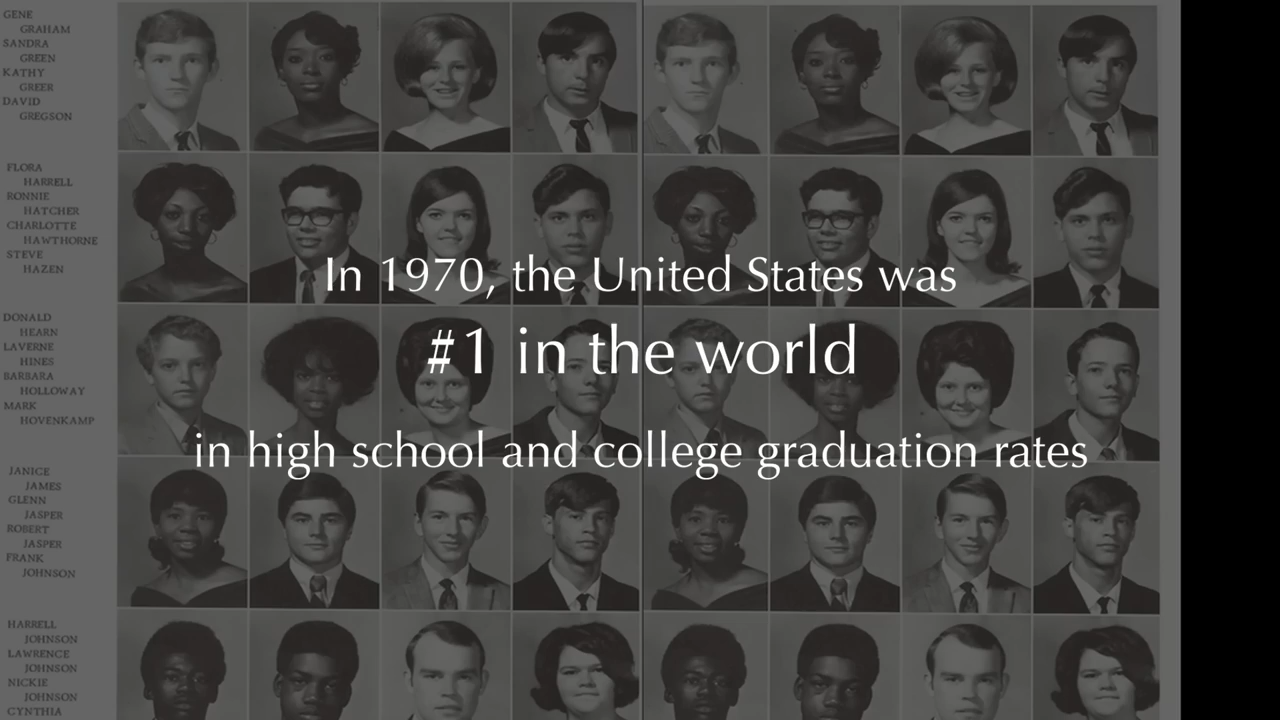 GENE
GRAHAM
SANDRA
GREEN
KATHY
GREER
DAVID
GREGSON
FLORA
HARRELL
RONNIE
HATCHER
CHARLOTTE
HAWTHORNE
STEVE
HAZEN
In 1970, the United States was
#1 in the world
in high school and college graduation rates
DONALD
HEARN
LAVERNE
HINES
BARBARA
HOLLOWAY
MARK
HOVENKAMP
JANICE
JAMES
GLENN
JASPER
ROBERT
JASPER
FRANK
JOHNSON
HARRELL
JOHNSON
LAWRENCE
JOHNSON
NICKIE
JOHNSON
CYNTHIA